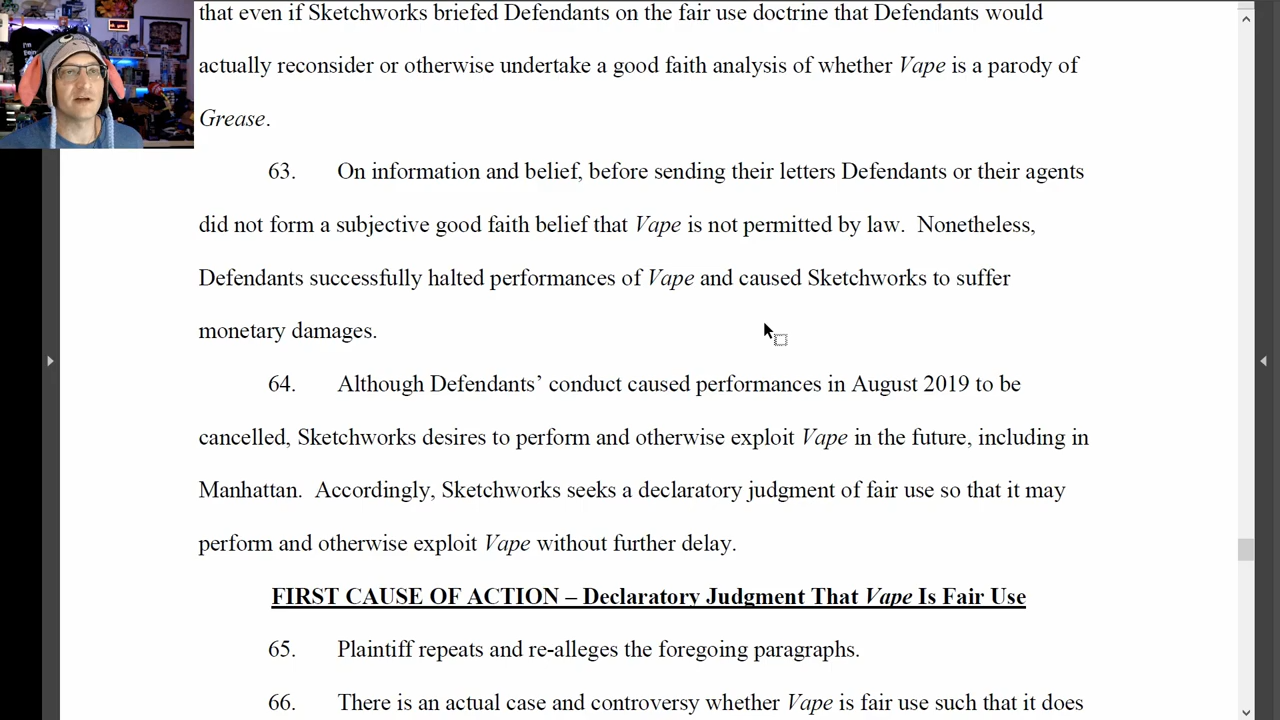 that even if Sketchworks briefed Defendants on the fair use doctrine that Defendants would
actually reconsider or otherwise undertake a good faith analysis of whether Vape is a parody of
Grease.
63. On information and belief, before sending their letters Defendants or their agents
did not form a subjective good faith belief that Vape is not permitted by law. Nonetheless,
Defendants successfully halted performances of Vape and caused Sketchworks to suffer
monetary damages.
64. Although Defendants’ conduct caused performances in August 2019 to be
cancelled, Sketchworks desires to perform and otherwise exploit Vape in the future, including in
Manhattan. Accordingly, Sketchworks seeks a declaratory judgment of fair use so that it may
perform and otherwise exploit Vape without further delay.
FIRST CAUSE OF ACTION – Declaratory Judgment That Vape Is Fair Use
65. Plaintiff repeats and re-alleges the foregoing paragraphs.
66. There is an actual case and controversy whether Vape is fair use such that it does